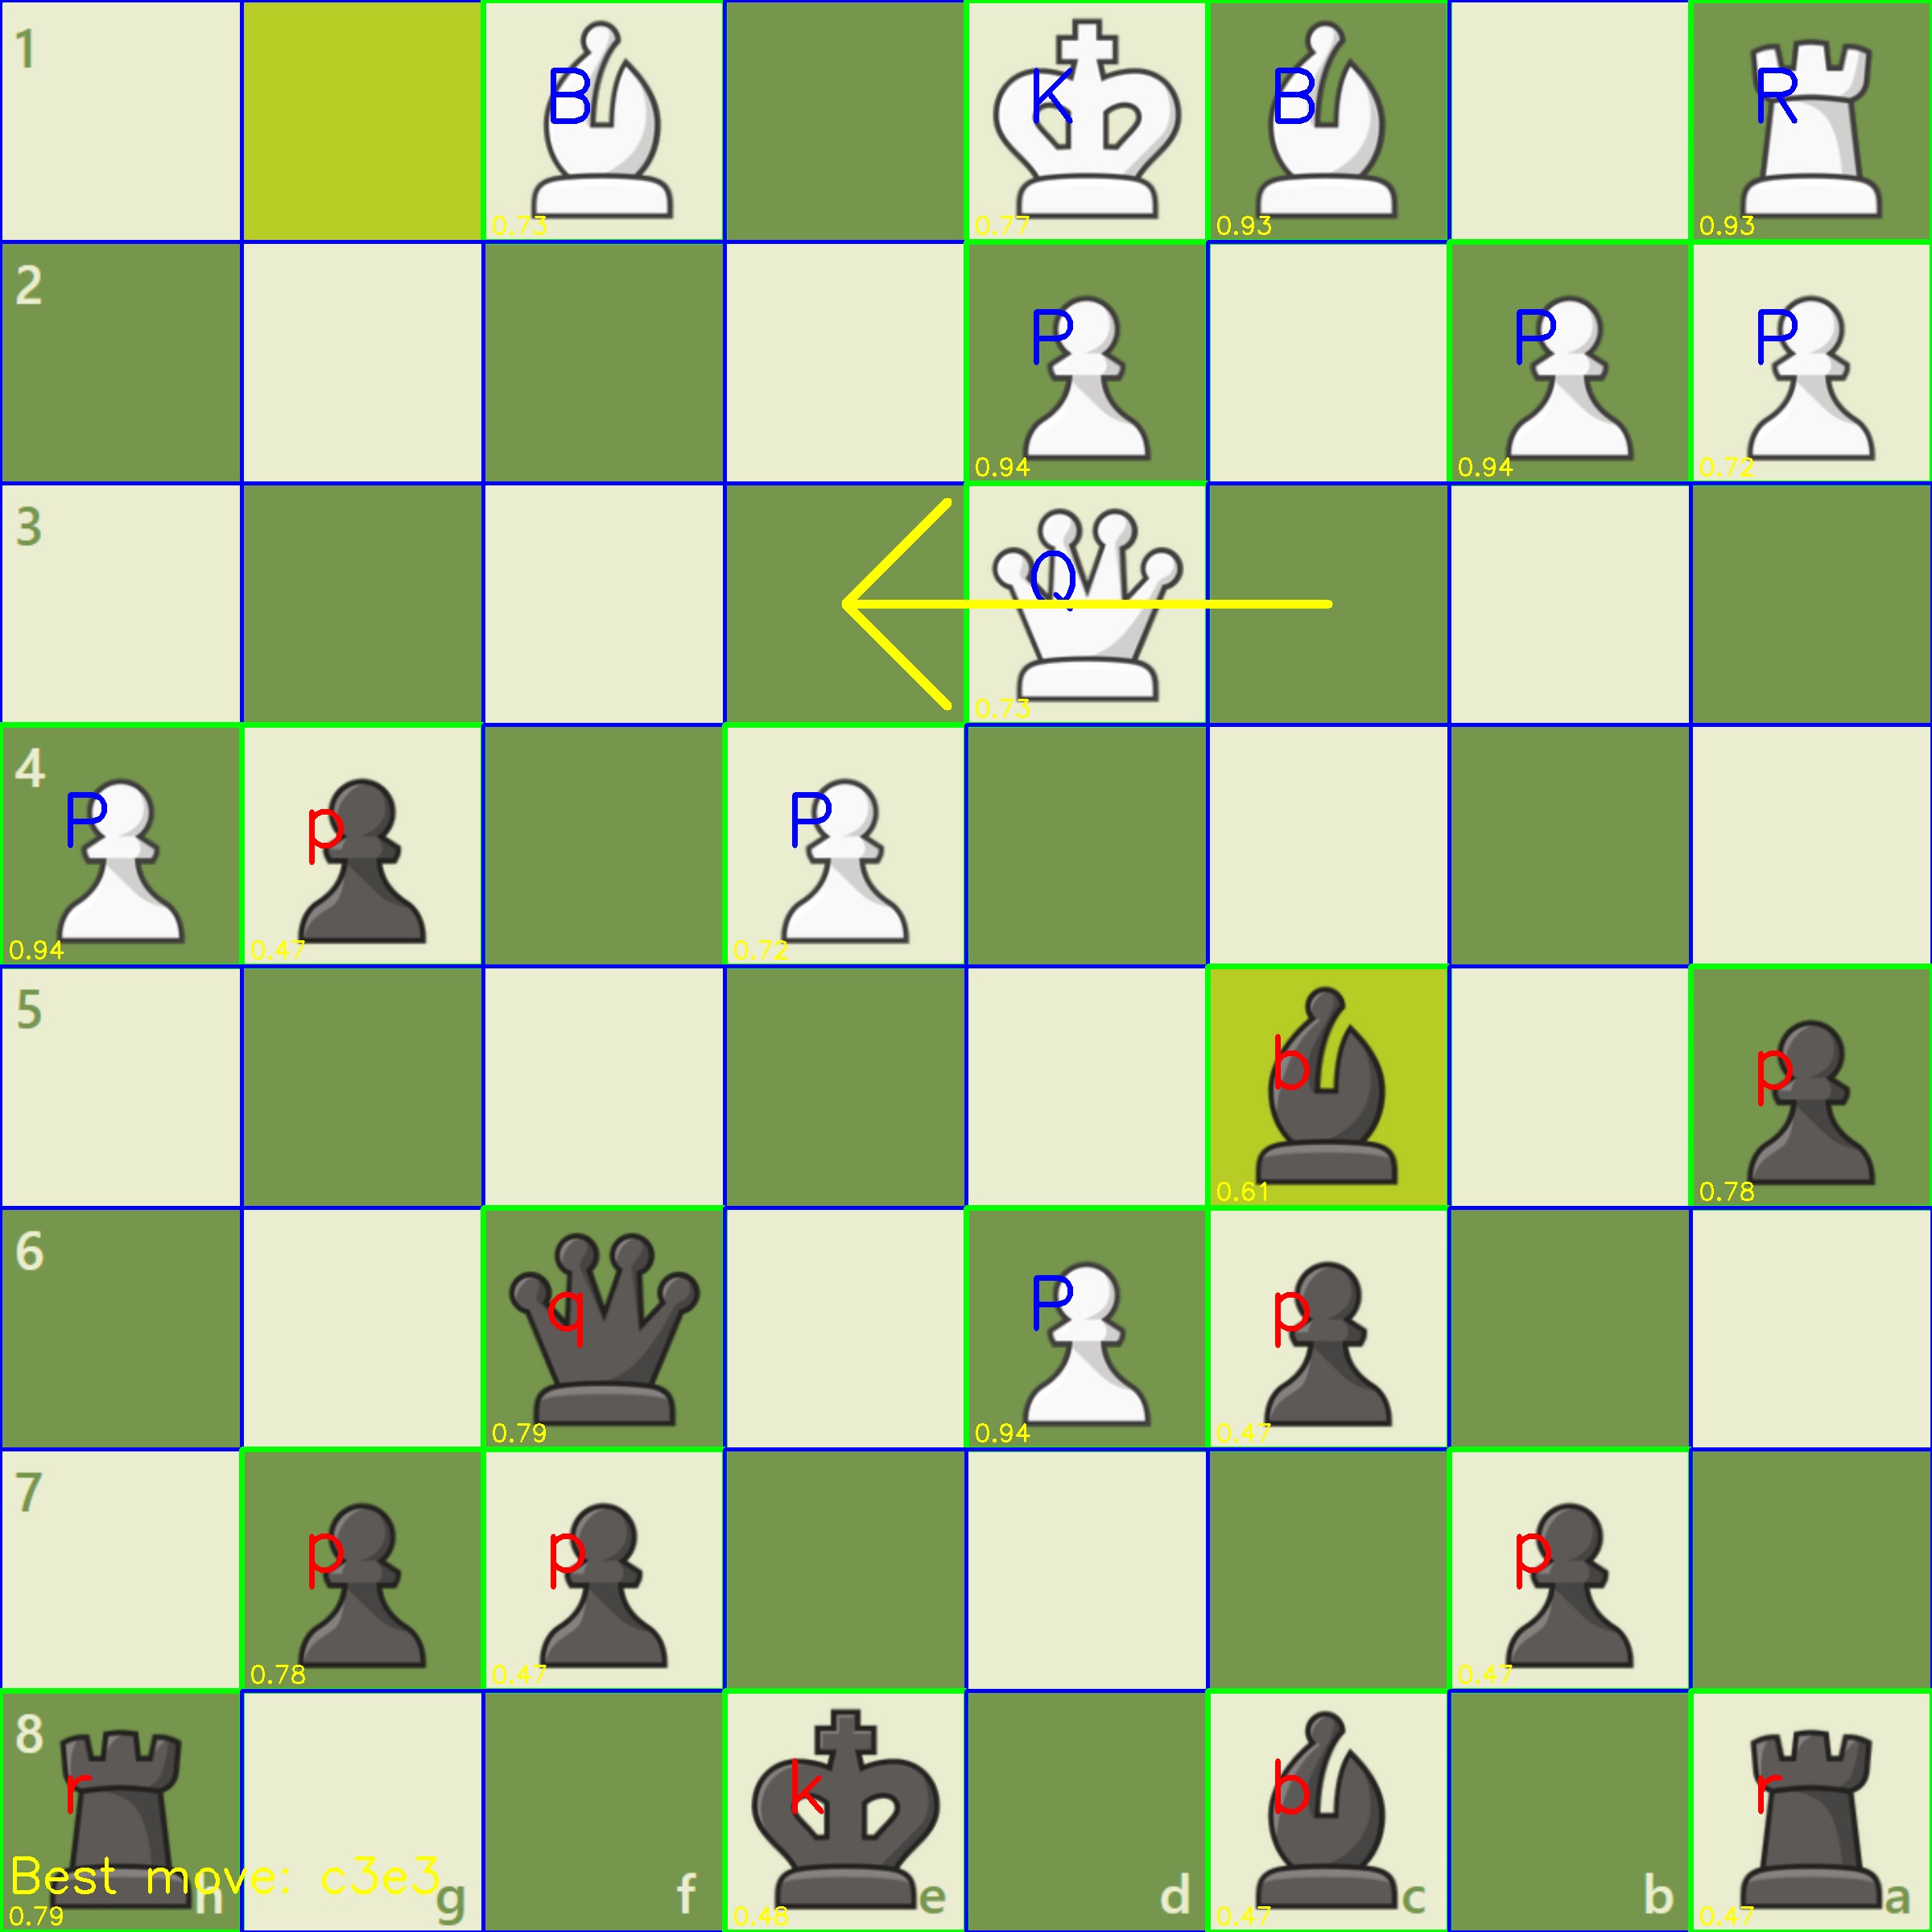 1 B K B R
0.73 0.77 0.93 0.93
2 P P P
0.94 0.94 0.72
3 Q
0.73
4 P p P
0.94 0.47 0.72
5 b p
0.61 0.78
6 q P p
0.79 0.94 0.47
7 p p p
0.78 0.47 0.47
8 r k b r
Best move: c3e3
h g f e d c b a
0.79 0.48 0.47 0.47